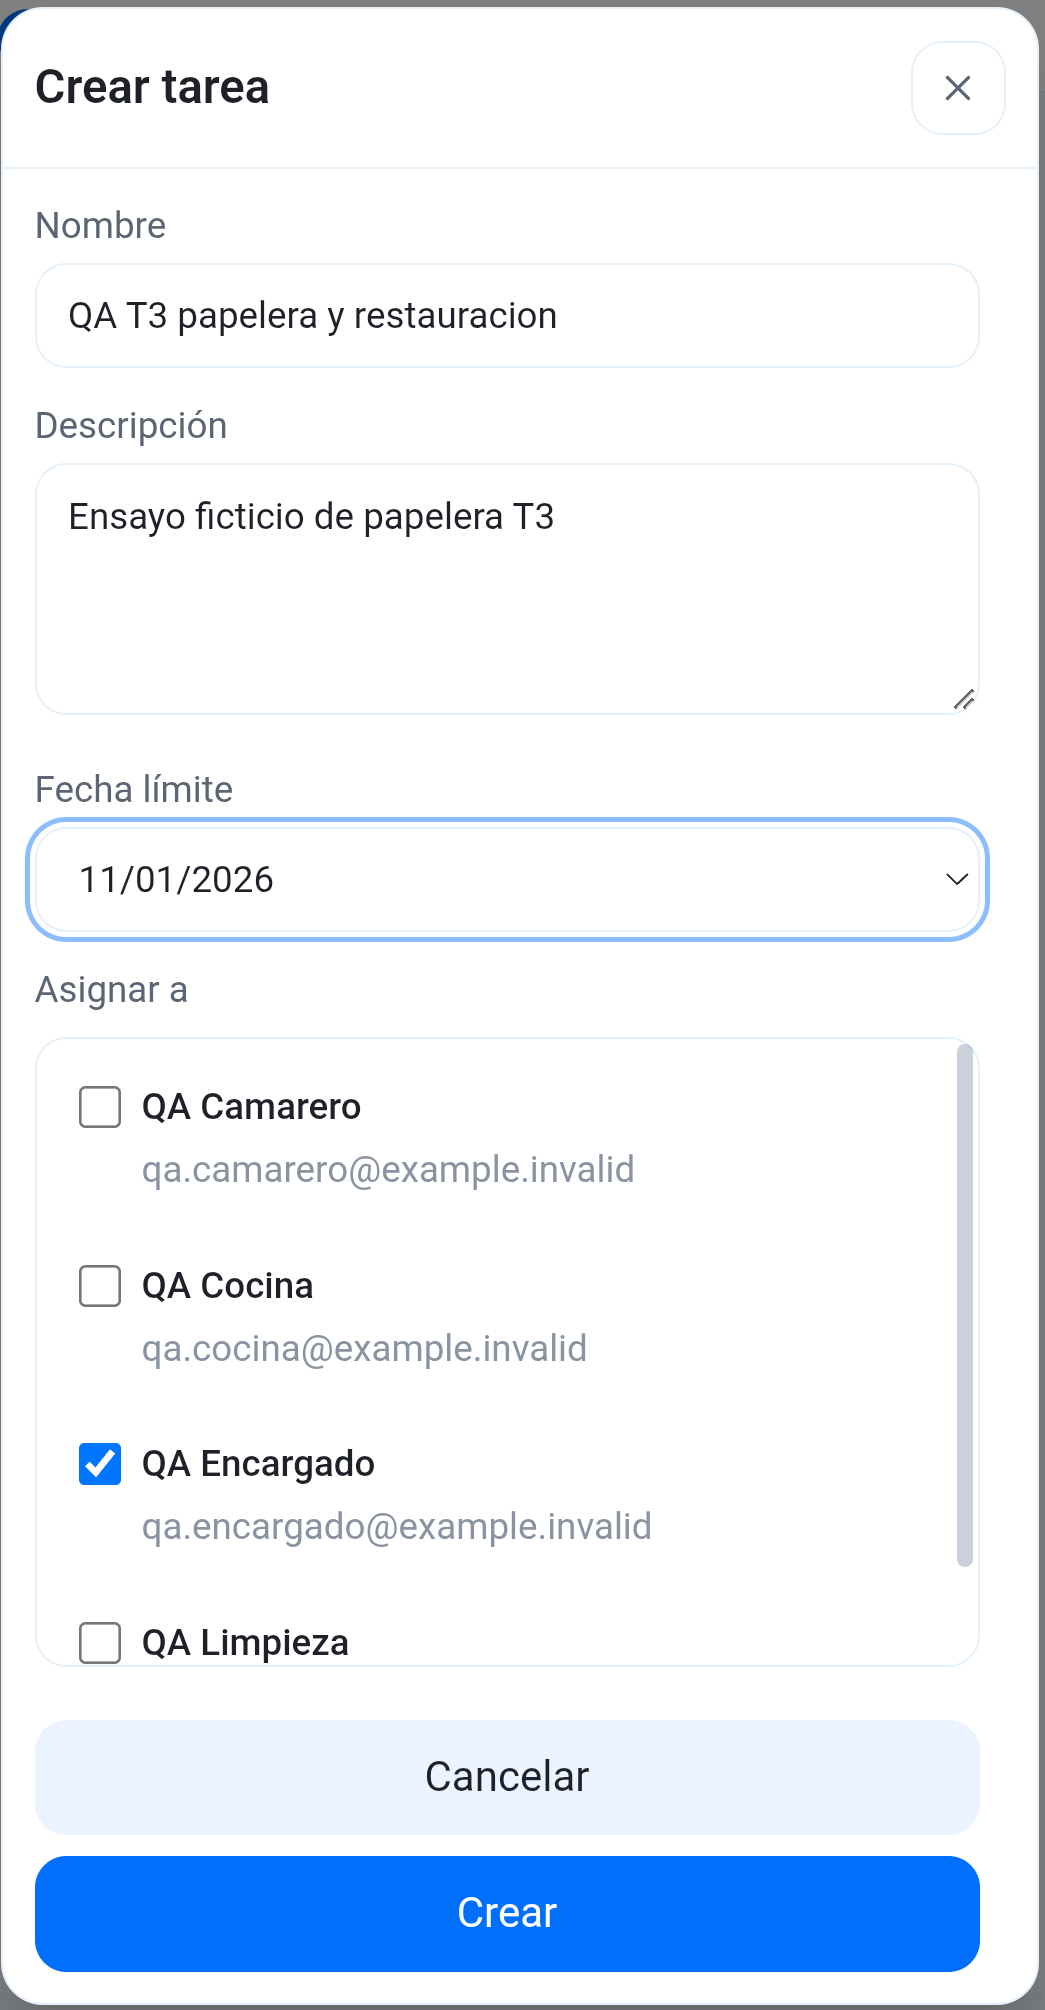 Crear tarea
Nombre
QA T3 papelera y restauracion
Descripción
Ensayo ficticio de papelera T3
Fecha límite
11/01/2026
Asignar a
QA Camarero
qa.camarero@example.invalid
QA Cocina
qa.cocina@example.invalid
QA Encargado
qa.encargado@example.invalid
QA Limpieza
Cancelar
Crear